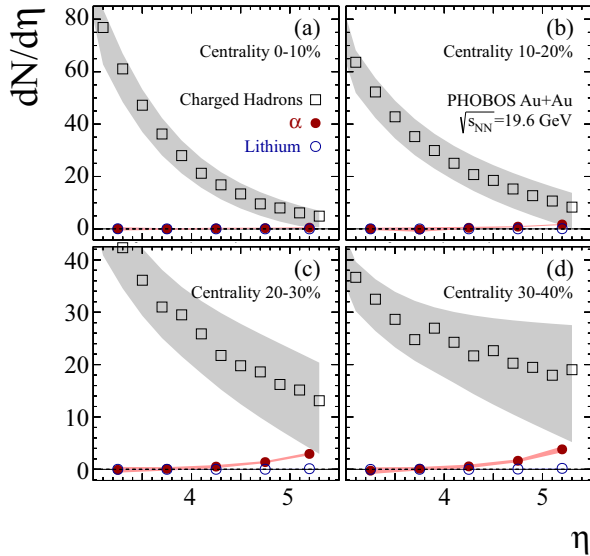 dN/dη
80
60
40
20
0
(a)
Centrality 0-10%
Charged Hadrons
α
Lithium
(b)
Centrality 10-20%
PHOBOS Au+Au
√s_NN=19.6 GeV
40
30
20
10
0
(c)
Centrality 20-30%
(d)
Centrality 30-40%
4
5
4
5
η